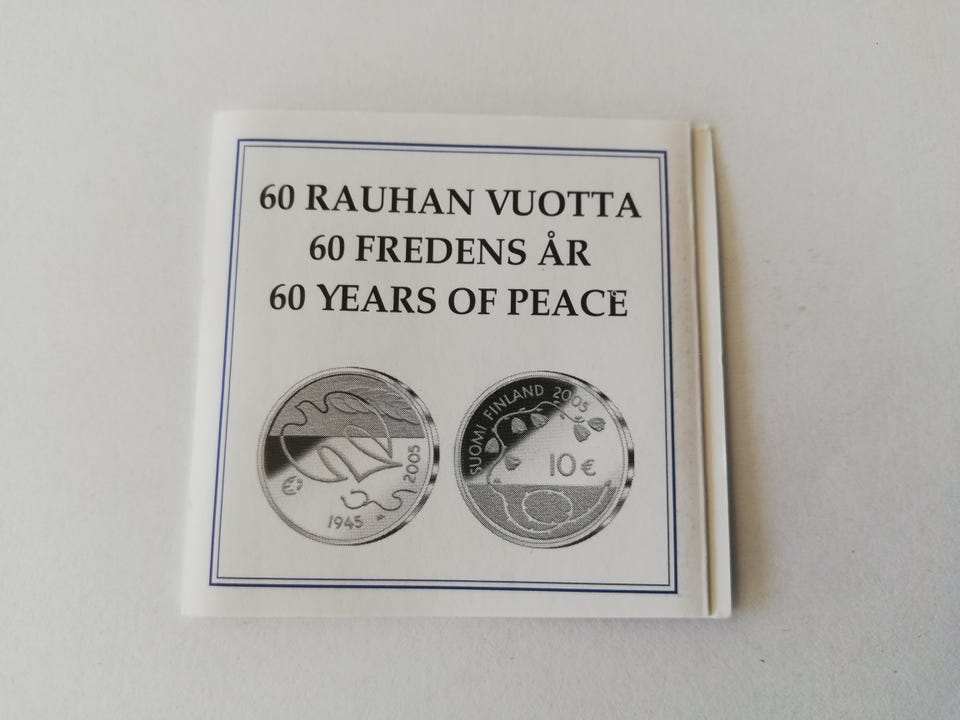 60 RAUHAN VUOTTA
60 FREDENS ÅR
60 YEARS OF PEACE
1945
2005
SUOMI FINLAND 2005
10 €